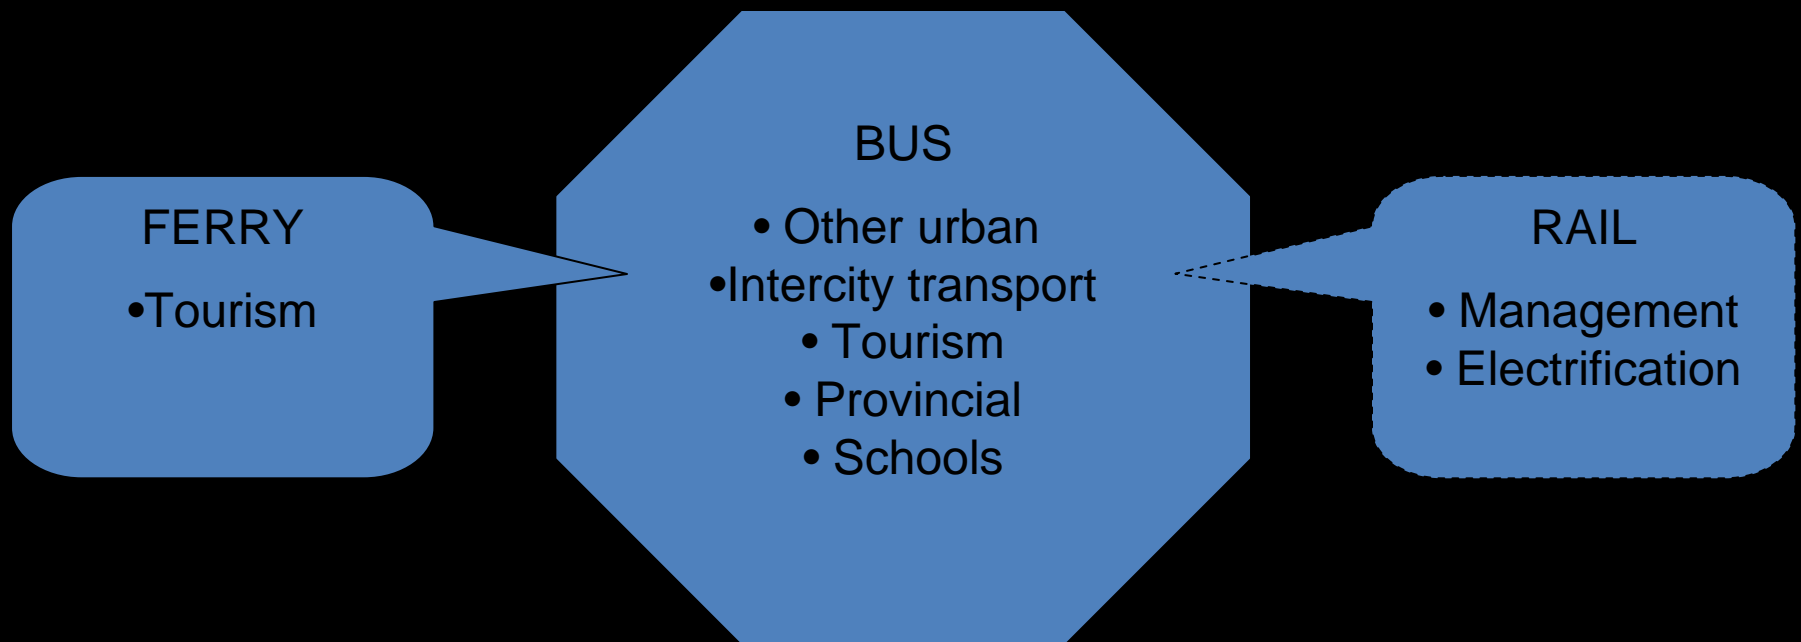 FERRY
•Tourism
BUS
• Other urban
•Intercity transport
• Tourism
• Provincial
• Schools
RAIL
• Management
• Electrification